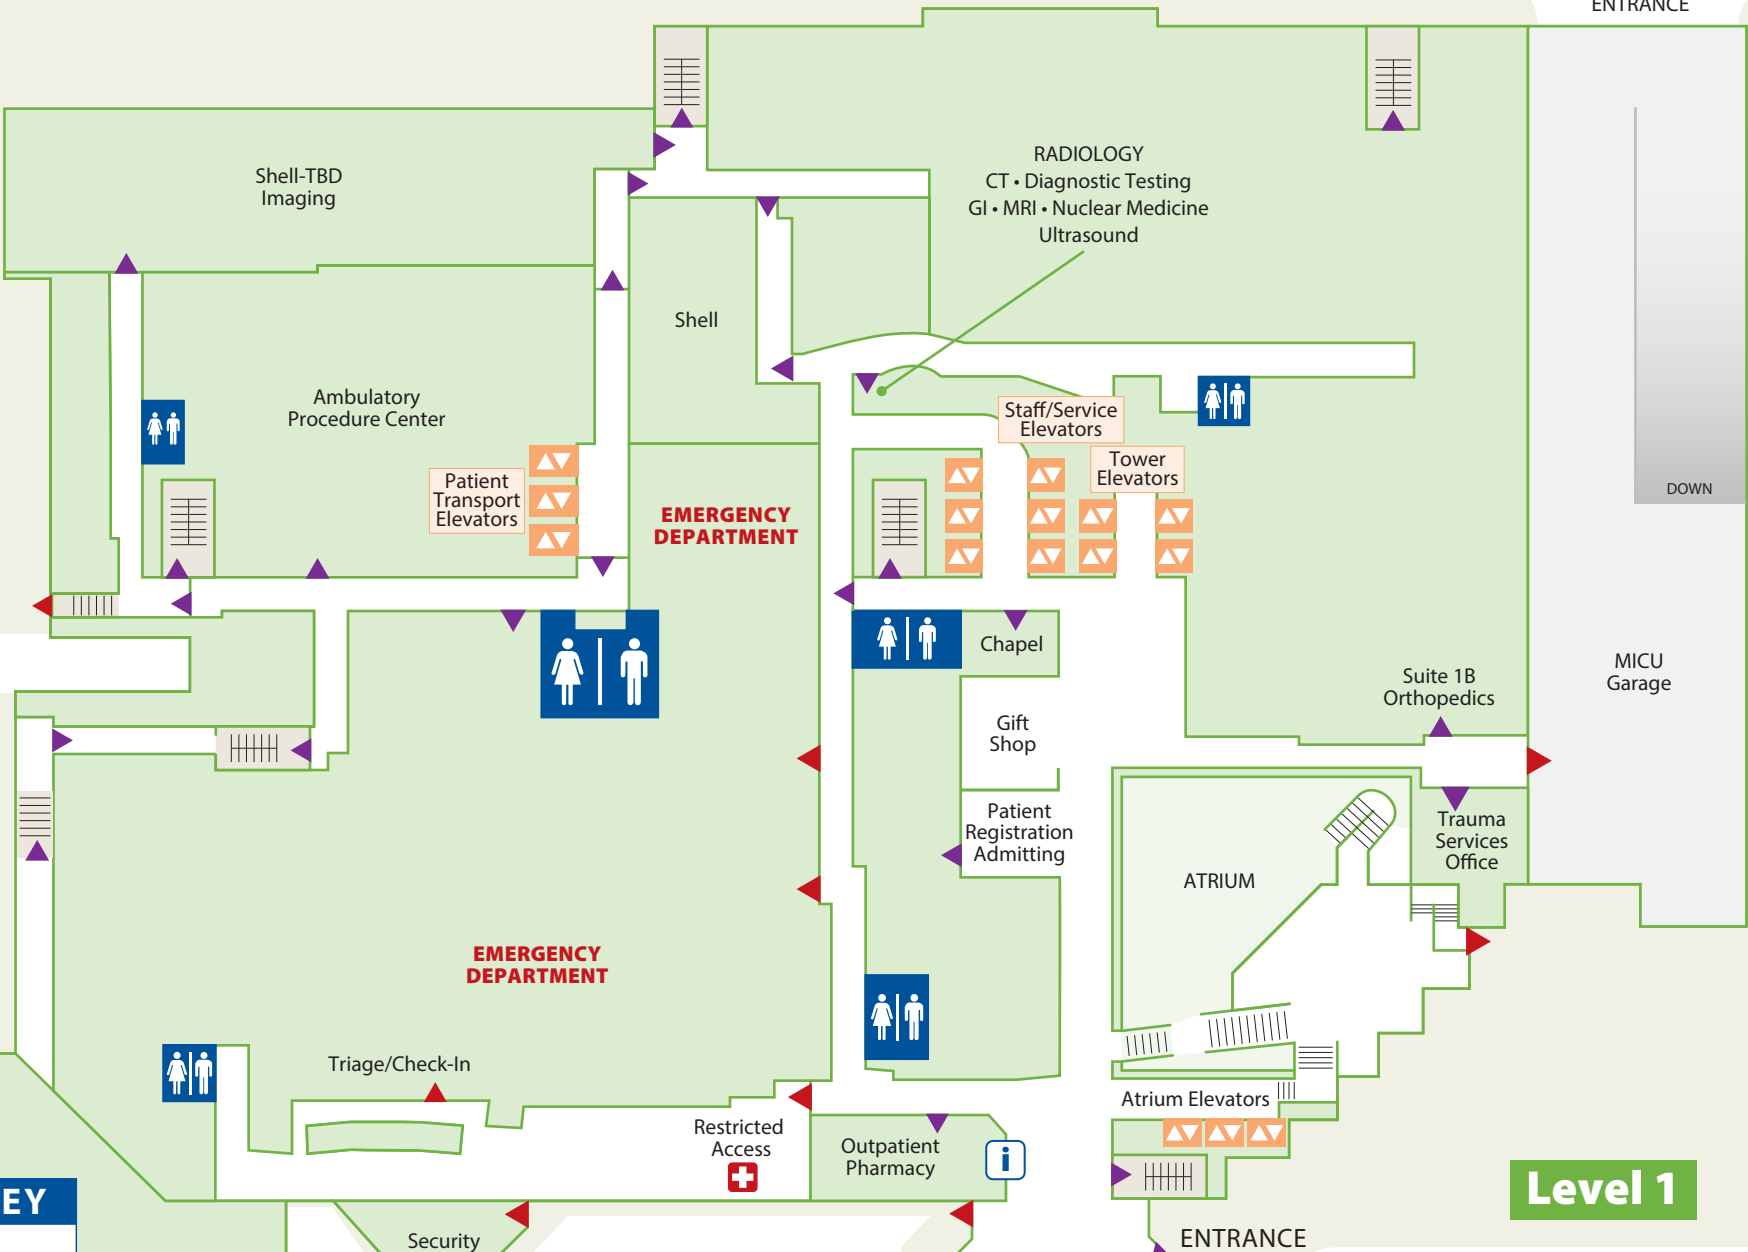 ENTRANCE
RADIOLOGY
CT • Diagnostic Testing
GI • MRI • Nuclear Medicine
Ultrasound
Shell-TBD
Imaging
Shell
Ambulatory
Procedure Center
Staff/Service
Elevators
Tower
Elevators
Patient
Transport
Elevators
DOWN
EMERGENCY
DEPARTMENT
Chapel
MICU
Garage
Suite 1B
Orthopedics
Gift
Shop
Patient
Registration
Admitting
Trauma
Services
Office
ATRIUM
EMERGENCY
DEPARTMENT
Triage/Check-In
Atrium Elevators
Restricted
Access
Outpatient
Pharmacy
i
EY
Level 1
Security
ENTRANCE